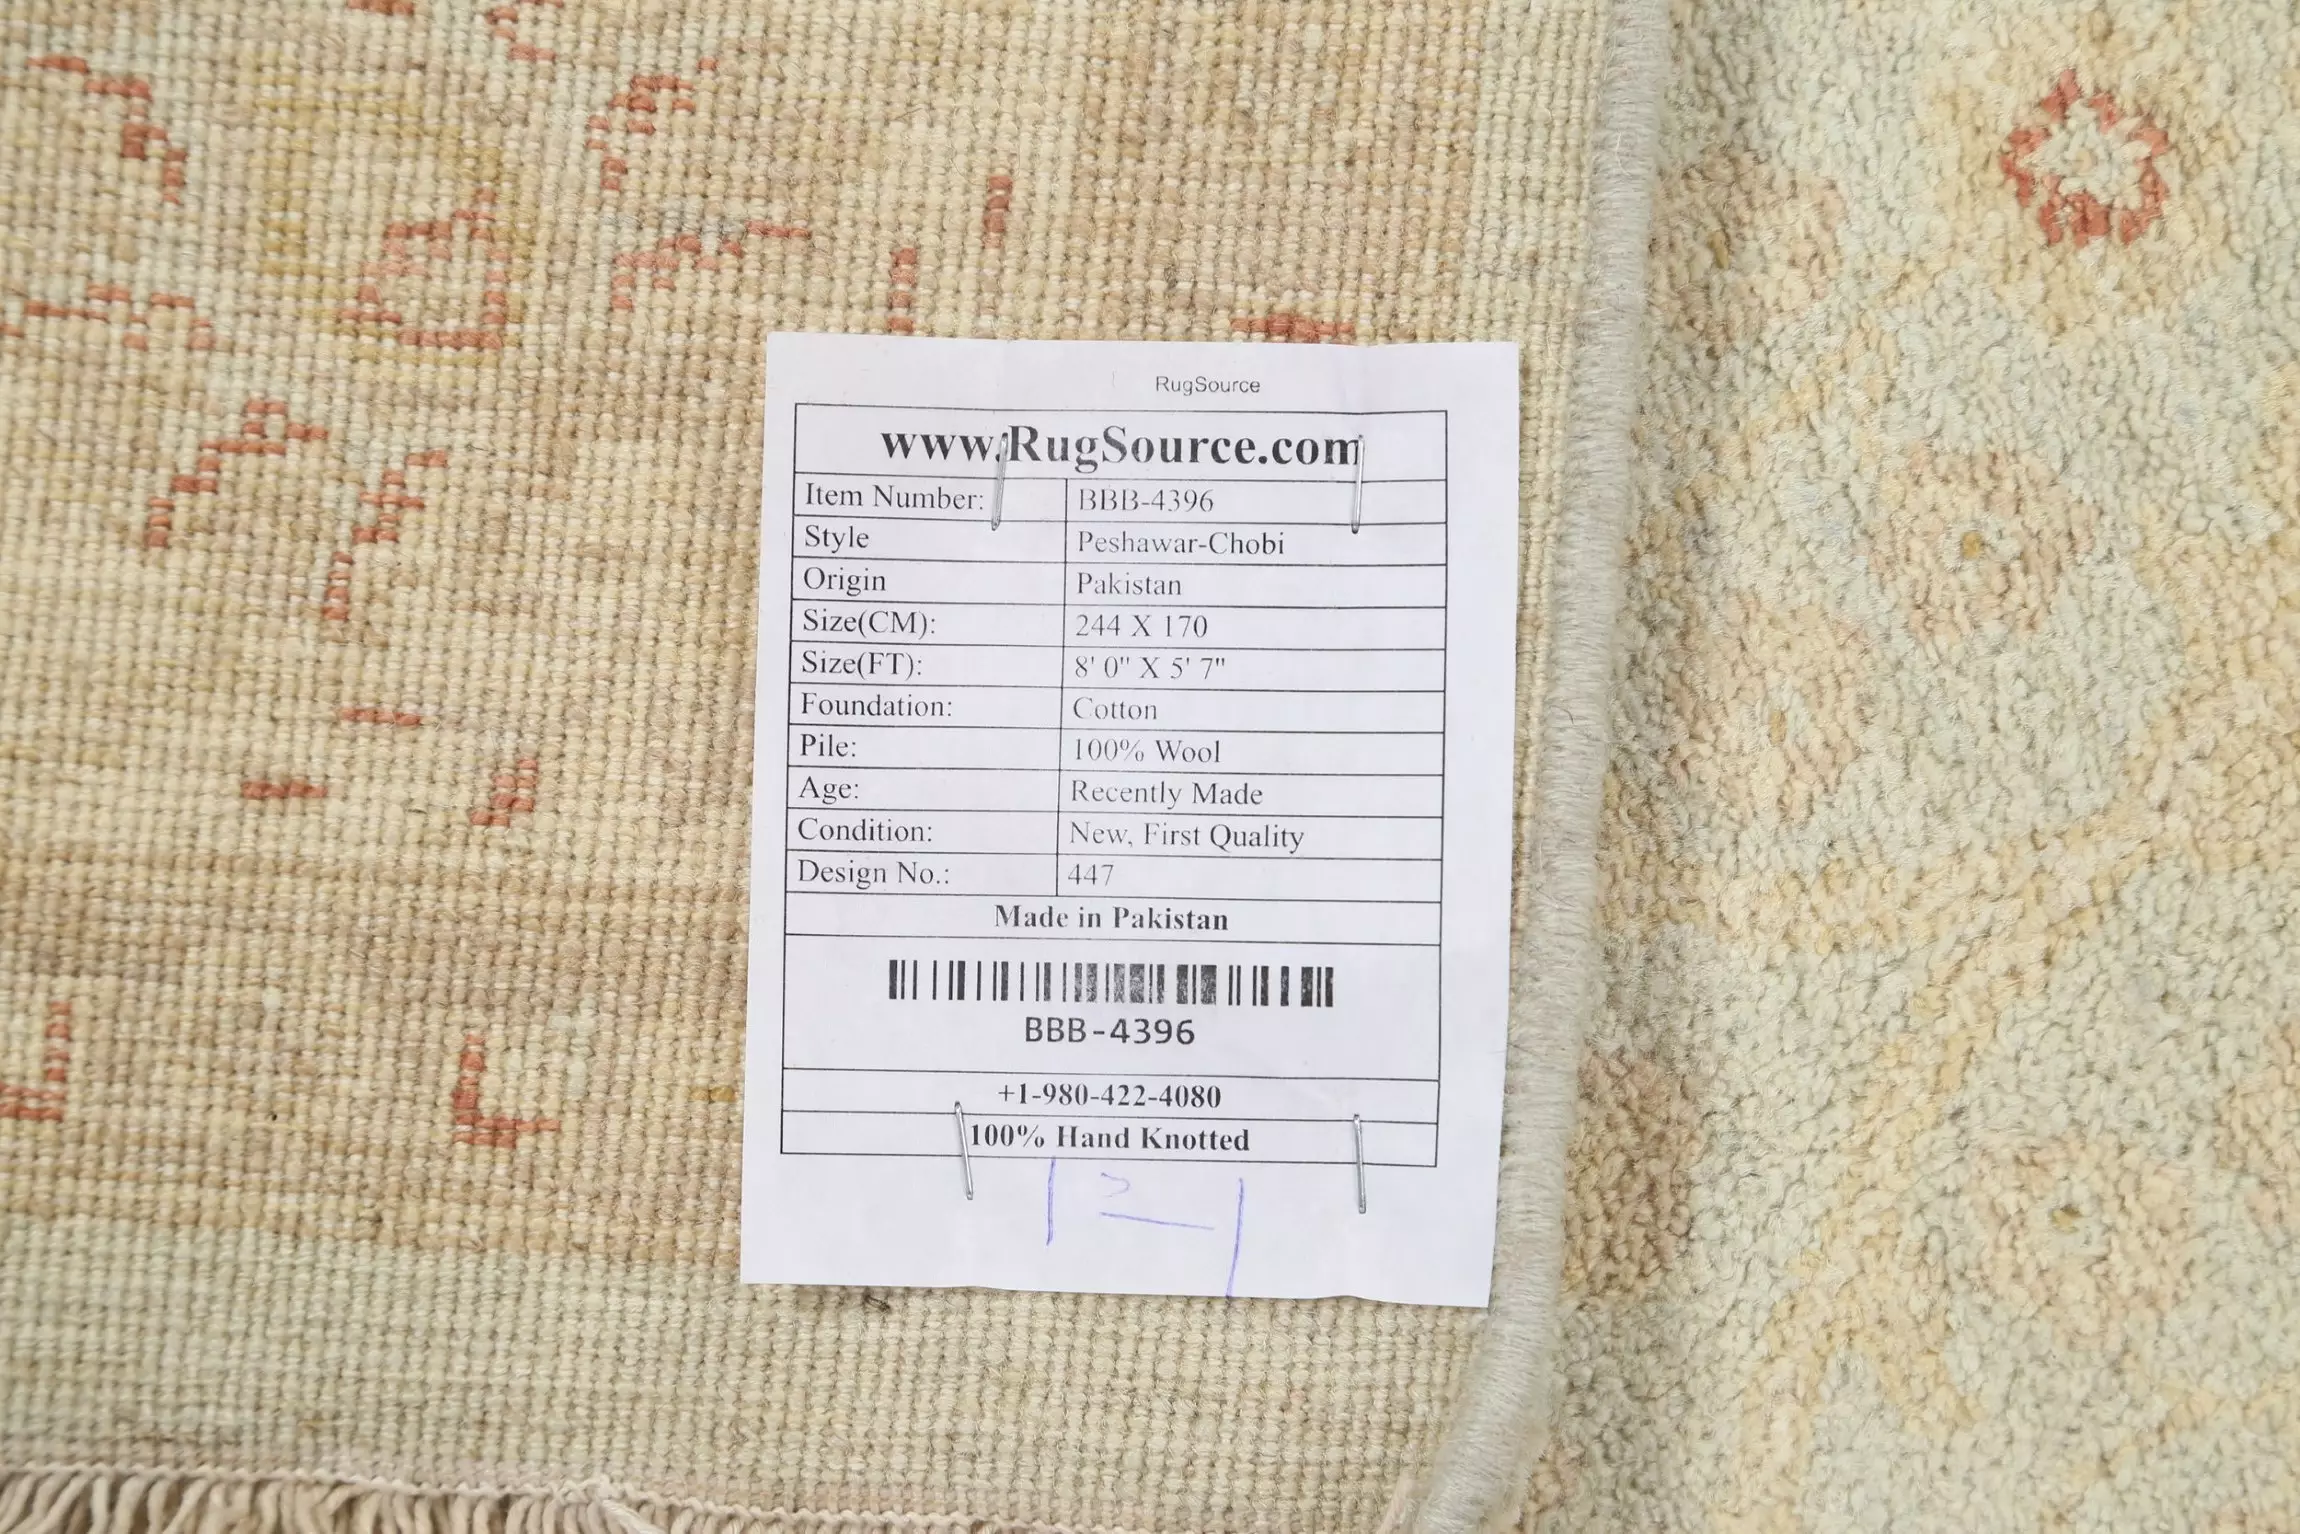 RugSource
www.RugSource.com
Item Number: BBB-4396
Style Peshawar-Chobi
Origin Pakistan
Size(CM): 244 X 170
Size(FT): 8' 0" X 5' 7"
Foundation: Cotton
Pile: 100% Wool
Age: Recently Made
Condition: New, First Quality
Design No.: 447
Made in Pakistan
BBB-4396
+1-980-422-4080
100% Hand Knotted